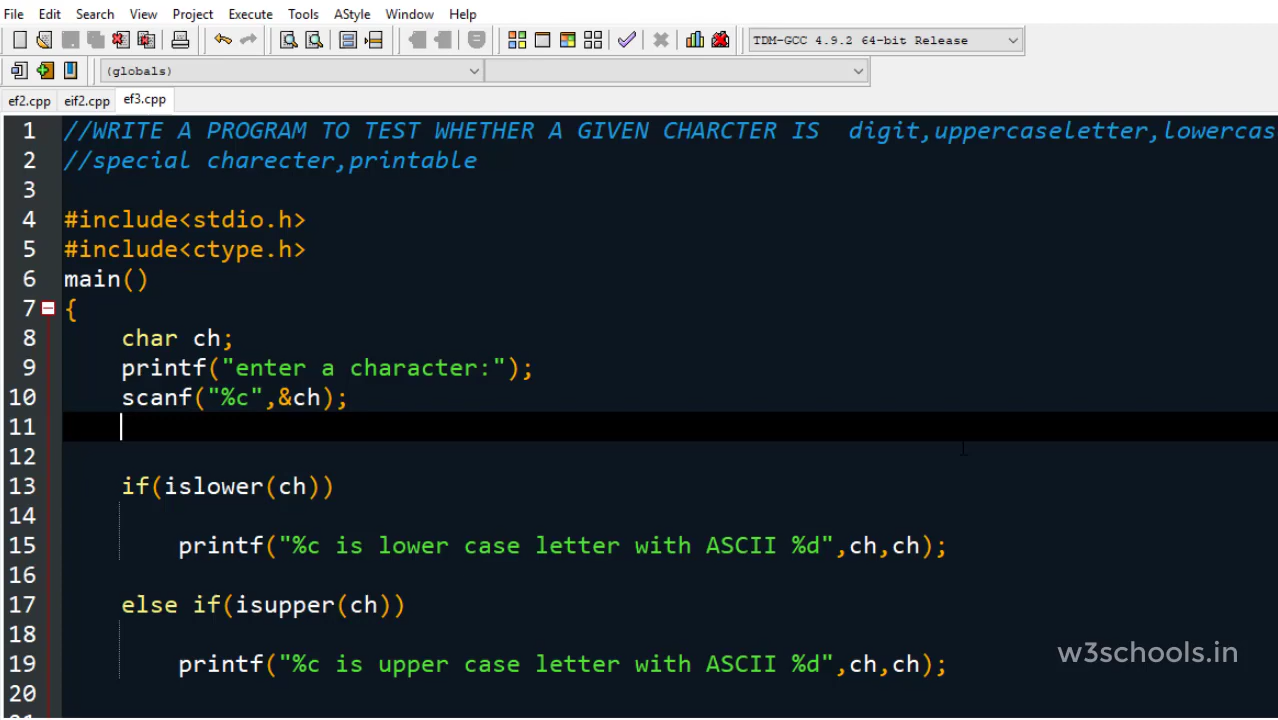 File Edit Search View Project Execute Tools AStyle Window Help
TDM-GCC 4.9.2 64-bit Release
(globals)
ef2.cpp eif2.cpp ef3.cpp
1 //WRITE A PROGRAM TO TEST WHETHER A GIVEN CHARCTER IS  digit,uppercaseletter,lowercas
2 //special charecter,printable
3
4 #include<stdio.h>
5 #include<ctype.h>
6 main()
7 {
8 char ch;
9 printf("enter a character:");
10 scanf("%c",&ch);
11
12
13 if(islower(ch))
14
15 printf("%c is lower case letter with ASCII %d",ch,ch);
16
17 else if(isupper(ch))
18
19 printf("%c is upper case letter with ASCII %d",ch,ch);
20
w3schools.in